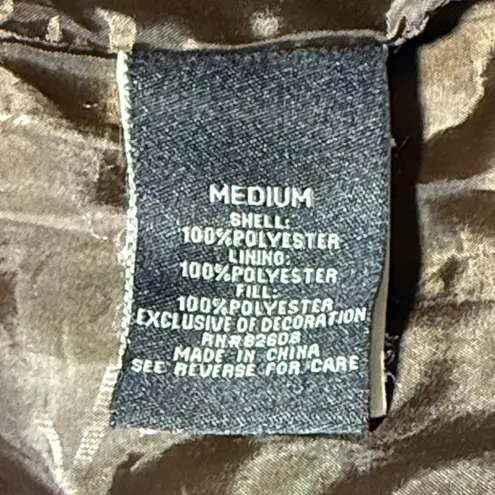 MEDIUM
SHELL:
100%POLYESTER
LINING:
100%POLYESTER
FILL:
100%POLYESTER
EXCLUSIVE OF DECORATION
RN#82608
MADE IN CHINA
SEE REVERSE FOR CARE